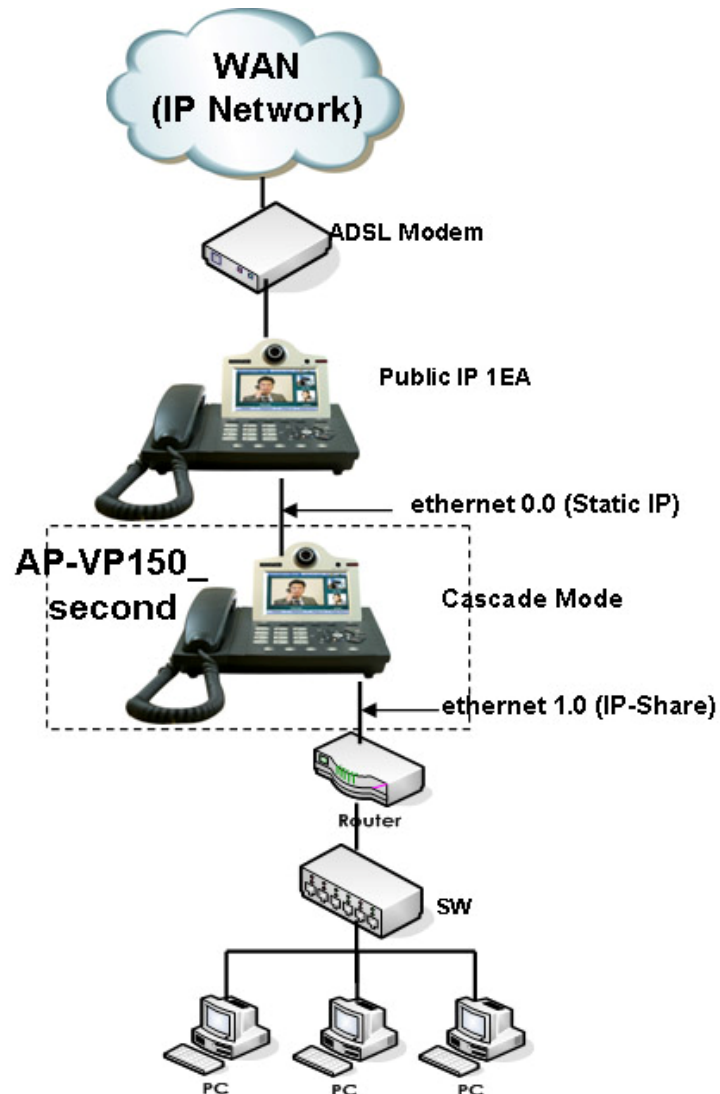 WAN
(IP Network)
ADSL Modem
Public IP 1EA
ethernet 0.0 (Static IP)
AP-VP150_
second
Cascade Mode
ethernet 1.0 (IP-Share)
Router
SW
PC
PC
PC